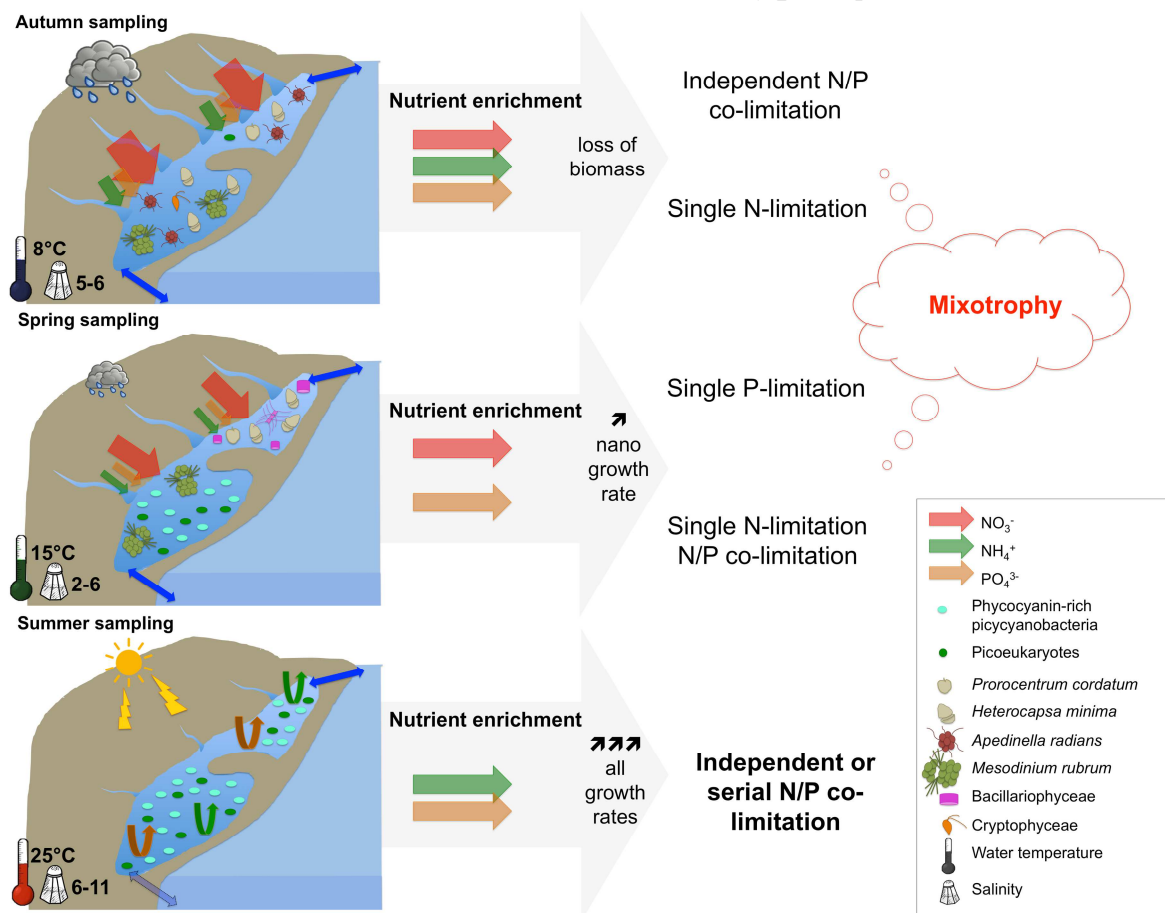 Autumn sampling
Nutrient enrichment
loss of
biomass
Independent N/P
co-limitation
Single N-limitation
8°C
5-6
Mixotrophy
Spring sampling
Nutrient enrichment
nano
growth
rate
Single P-limitation
Single N-limitation
N/P co-limitation
15°C
2-6
Summer sampling
Nutrient enrichment
all
growth
rates
Independent or
serial N/P co-
limitation
25°C
6-11
NO₃⁻
NH₄⁺
PO₄³⁻
Phycocyanin-rich
picycyanobacteria
Picoeukaryotes
Prorocentrum cordatum
Heterocapsa minima
Apedinella radians
Mesodinium rubrum
Bacillariophyceae
Cryptophyceae
Water temperature
Salinity